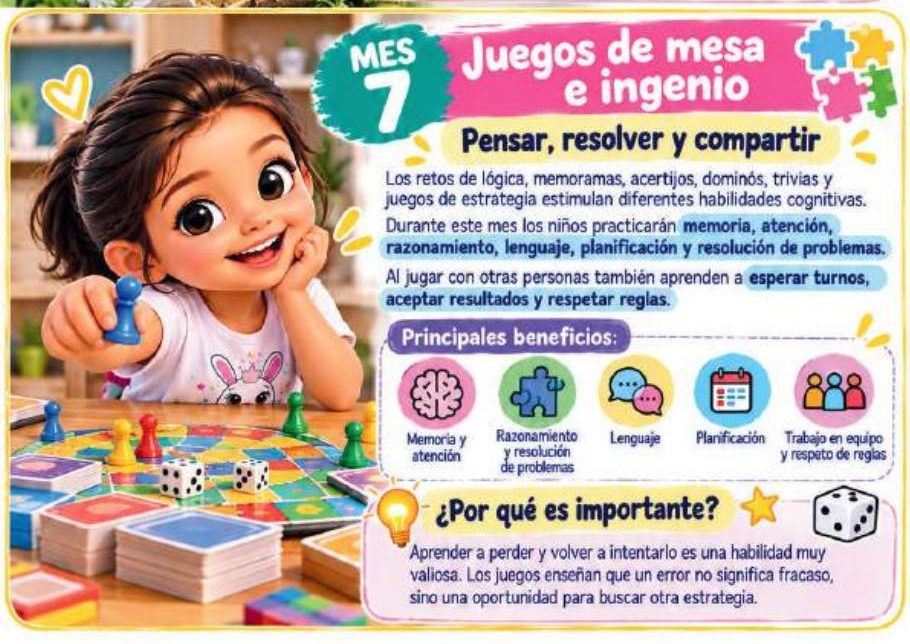 MES
7
Juegos de mesa
e ingenio
Pensar, resolver y compartir
Los retos de lógica, memoramas, acertijos, dominós, trivias y
juegos de estrategia estimulan diferentes habilidades cognitivas.
Durante este mes los niños practicarán memoria, atención,
razonamiento, lenguaje, planificación y resolución de problemas.
Al jugar con otras personas también aprenden a esperar turnos,
aceptar resultados y respetar reglas.
Principales beneficios:
Memoria y
atención
Razonamiento
y resolución
de problemas
Lenguaje
Planificación
Trabajo en equipo
y respeto de reglas
¿Por qué es importante?
Aprender a perder y volver a intentarlo es una habilidad muy
valiosa. Los juegos enseñan que un error no significa fracaso,
sino una oportunidad para buscar otra estrategia.